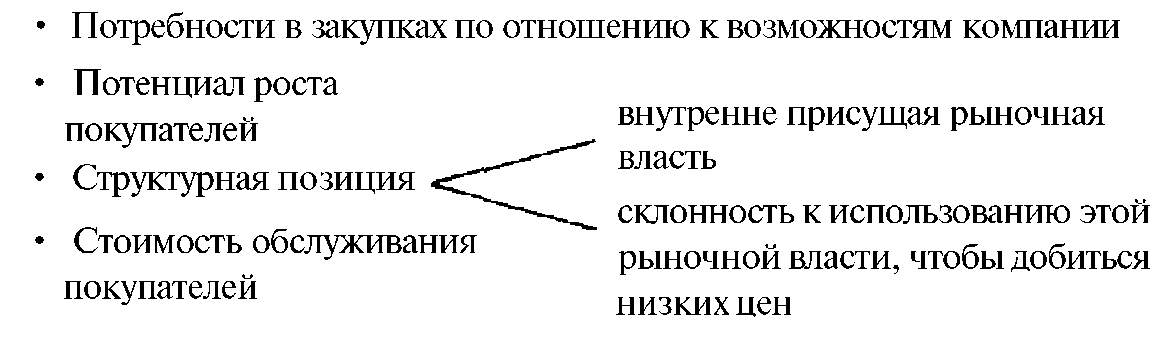 • Потребности в закупках по отношению к возможностям компании
• Потенциал роста
покупателей
• Структурная позиция
внутренне присущая рыночная
власть
склонность к использованию этой
рыночной власти, чтобы добиться
низких цен
• Стоимость обслуживания
покупателей